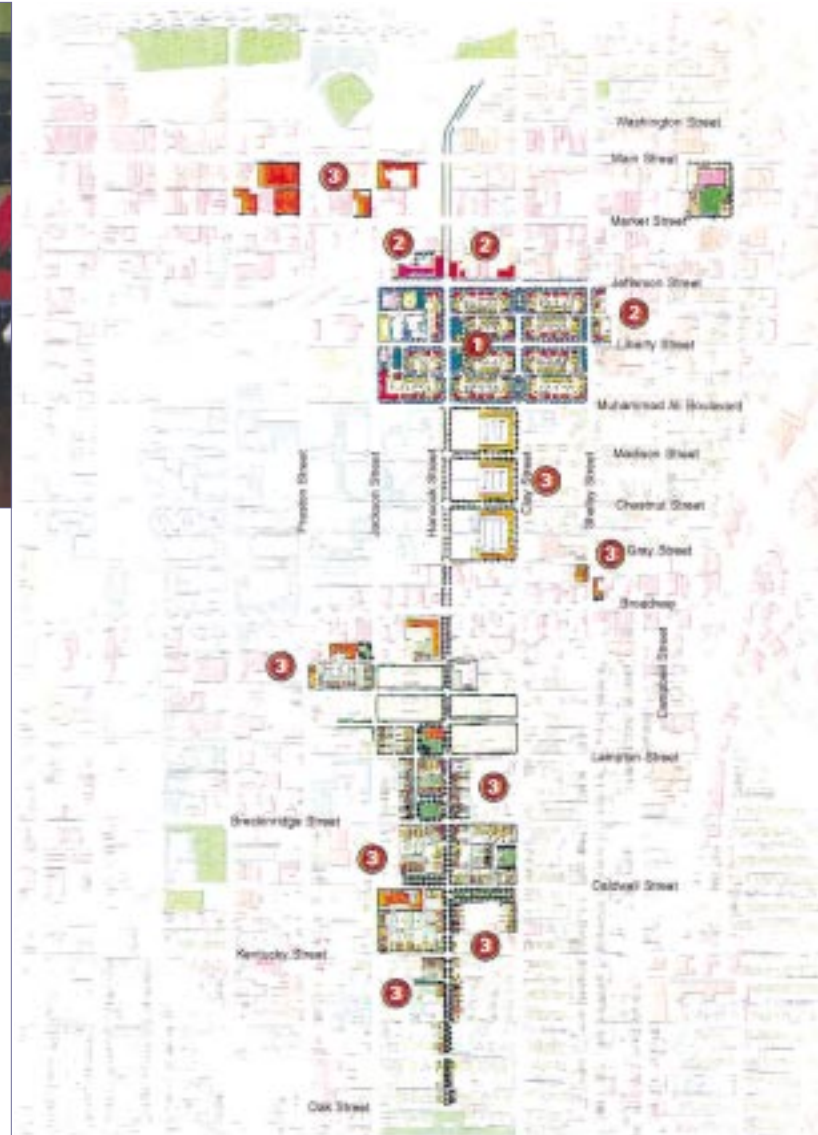 Washington Street
Main Street
3
Market Street
2
2
Jefferson Street
2
1
Liberty Street
Muhammad Ali Boulevard
Madison Street
Preston Street
Jackson Street
Hancock Street
Clay Street
Shelby Street
3
Chestnut Street
3
Gray Street
Broadway
3
Campbell Street
Lampton Street
3
Breckinridge Street
3
Caldwell Street
3
Kentucky Street
3
Oak Street